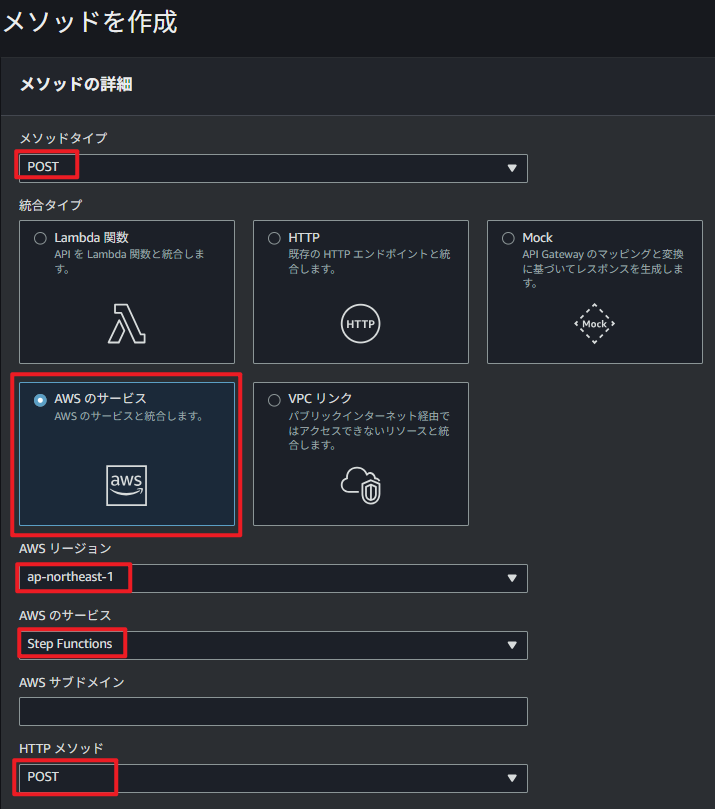 メソッドを作成
メソッドの詳細
メソッドタイプ
POST
統合タイプ
Lambda 関数
API を Lambda 関数と統合しま
す。
HTTP
既存の HTTP エンドポイントと統
合します。
HTTP
Mock
API Gateway のマッピングと変換
に基づいてレスポンスを生成しま
す。
Mock
AWS のサービス
AWS のサービスと統合します。
aws
VPC リンク
パブリックインターネット経由で
はアクセスできないリソースと統
合します。
AWS リージョン
ap-northeast-1
AWS のサービス
Step Functions
AWS サブドメイン
HTTP メソッド
POST